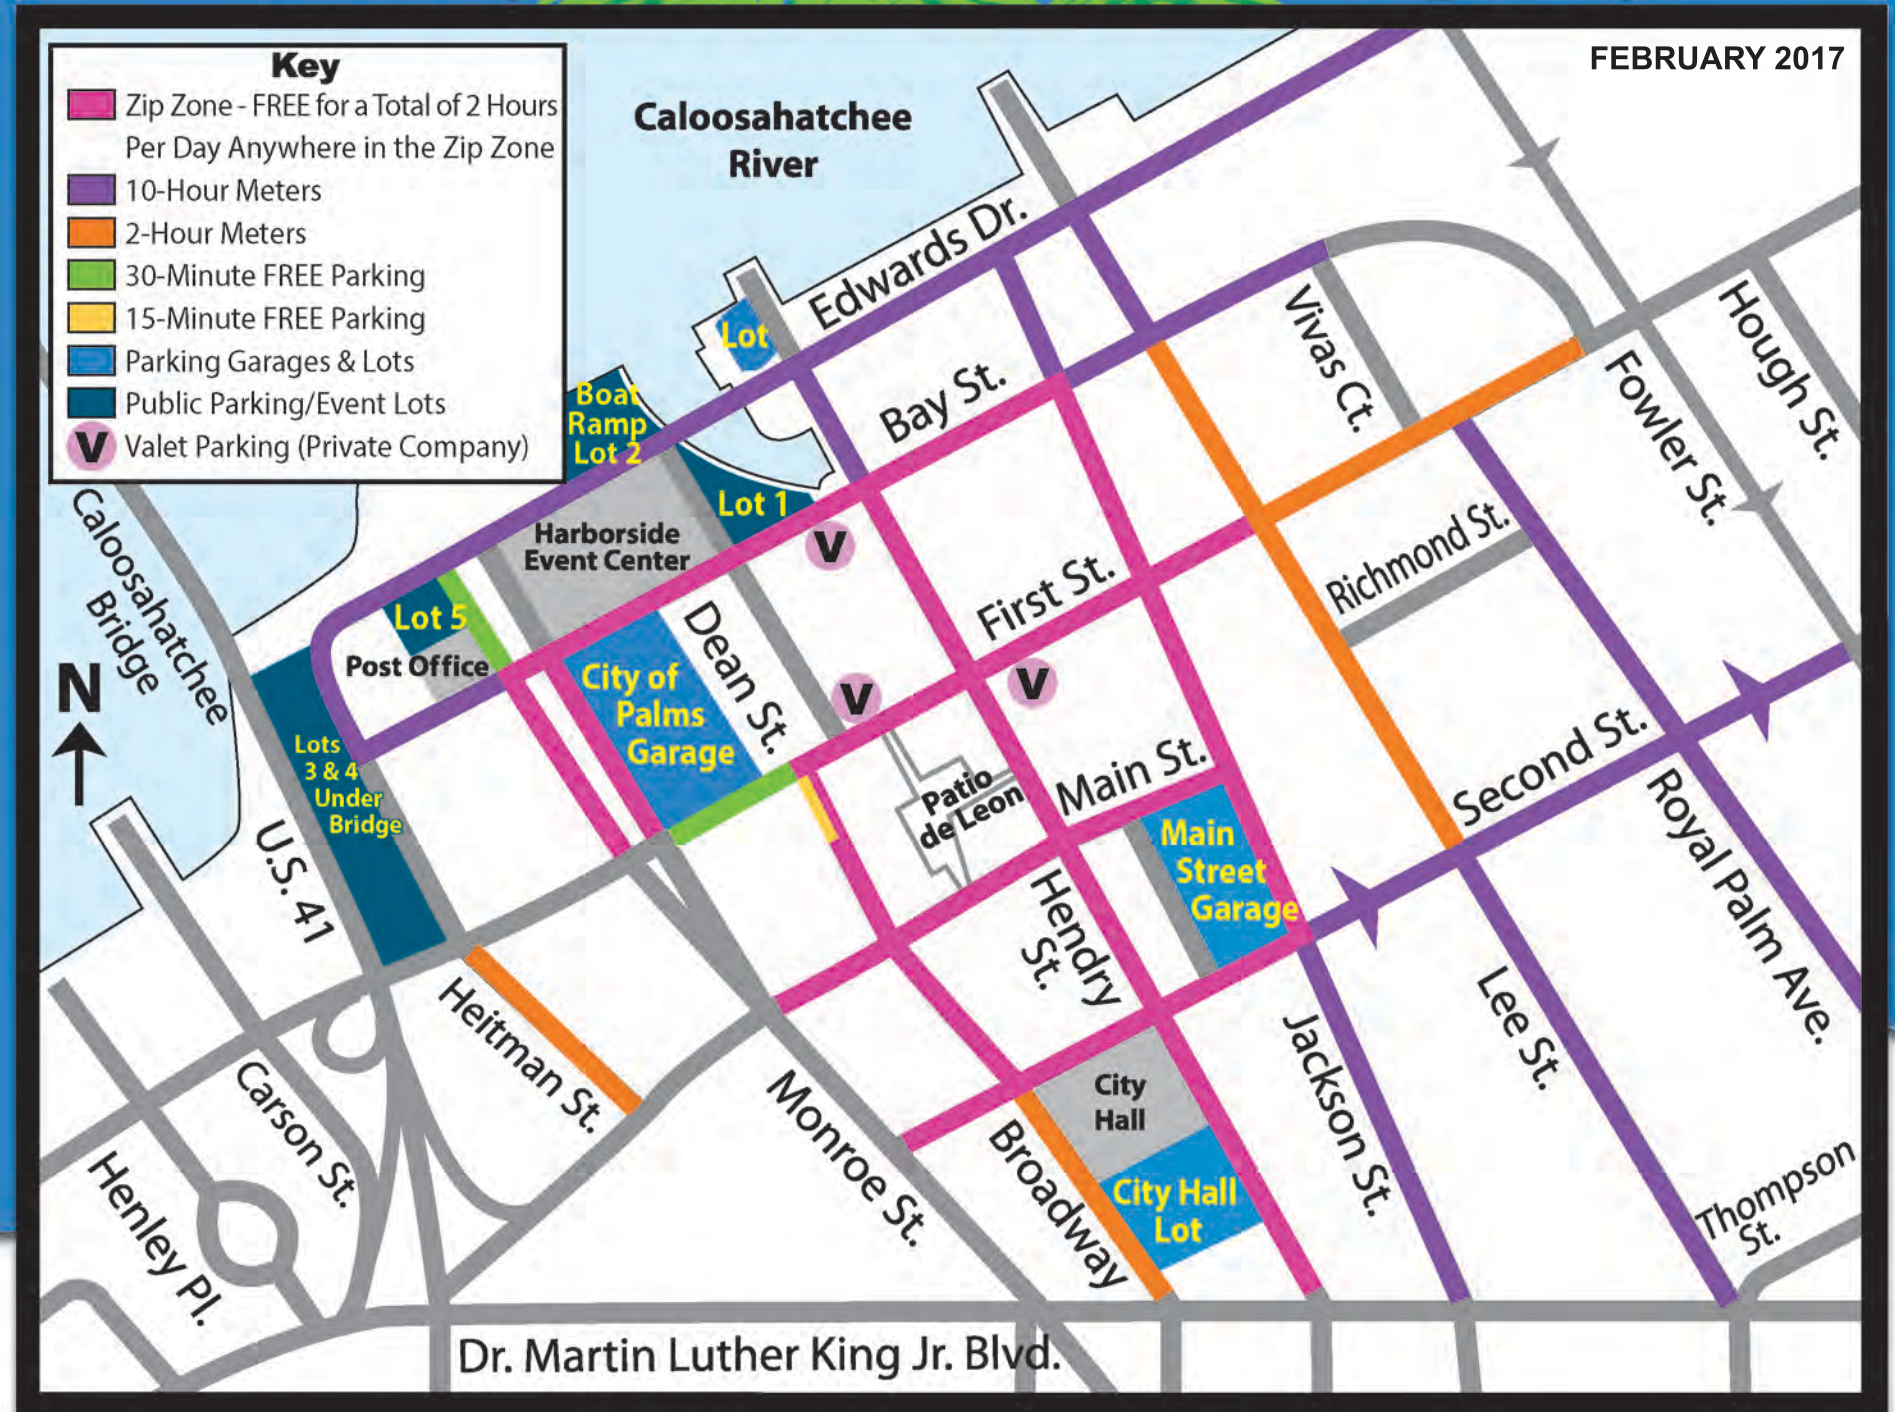 FEBRUARY 2017
Key
Zip Zone - FREE for a Total of 2 Hours
Per Day Anywhere in the Zip Zone
10-Hour Meters
2-Hour Meters
30-Minute FREE Parking
15-Minute FREE Parking
Parking Garages & Lots
Public Parking/Event Lots
V Valet Parking (Private Company)
Caloosahatchee
River
Edwards Dr.
Lot
Boat
Ramp
Lot 2
Lot 1
Bay St.
Vivas Ct.
Hough St.
Fowler St.
Caloosahatchee
Bridge
Harborside
Event Center
V
Lot 5
Post Office
First St.
Richmond St.
N
City of
Palms
Garage
Dean St.
V
V
Lots
3 & 4
Under
Bridge
U.S. 41
Patio
de Leon
Main St.
Second St.
Main
Street
Garage
Royal Palm Ave.
Hendry
St.
Heitman St.
Lee St.
Jackson St.
Carson St.
Monroe St.
City
Hall
Broadway
City Hall
Lot
Henley Pl.
Thompson
St.
Dr. Martin Luther King Jr. Blvd.